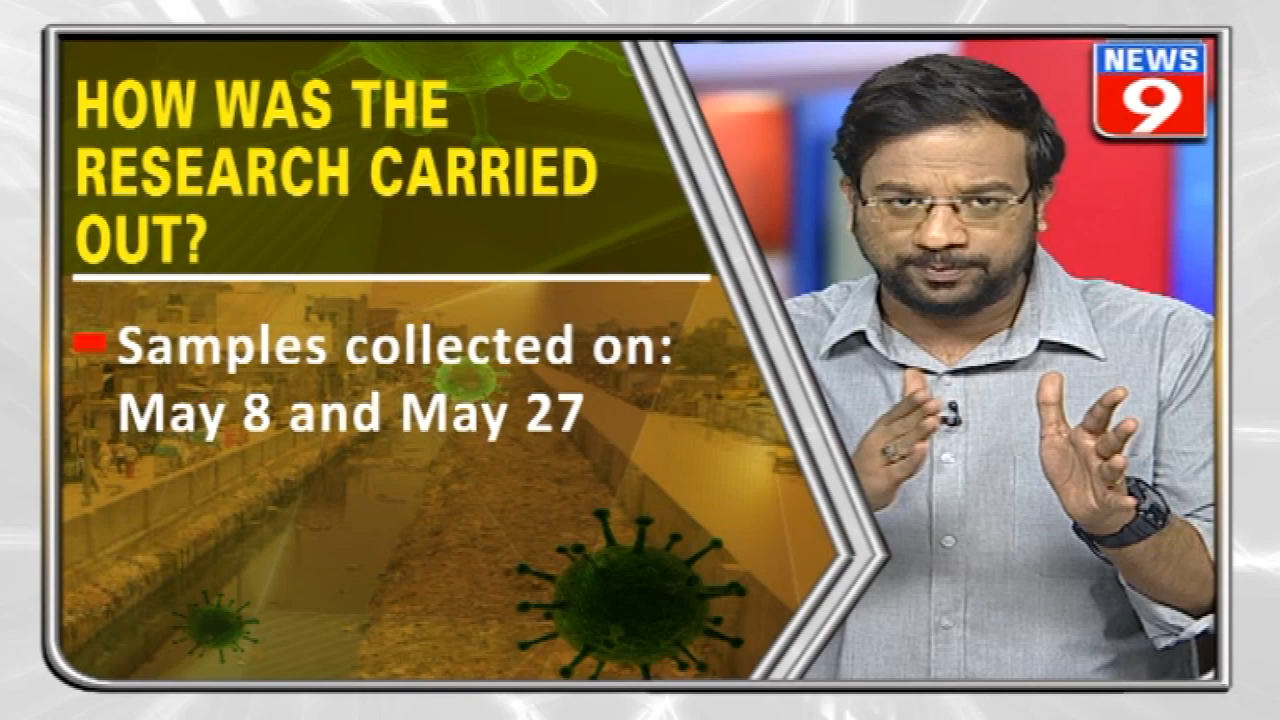 HOW WAS THE
RESEARCH CARRIED
OUT?
Samples collected on:
May 8 and May 27
NEWS
9